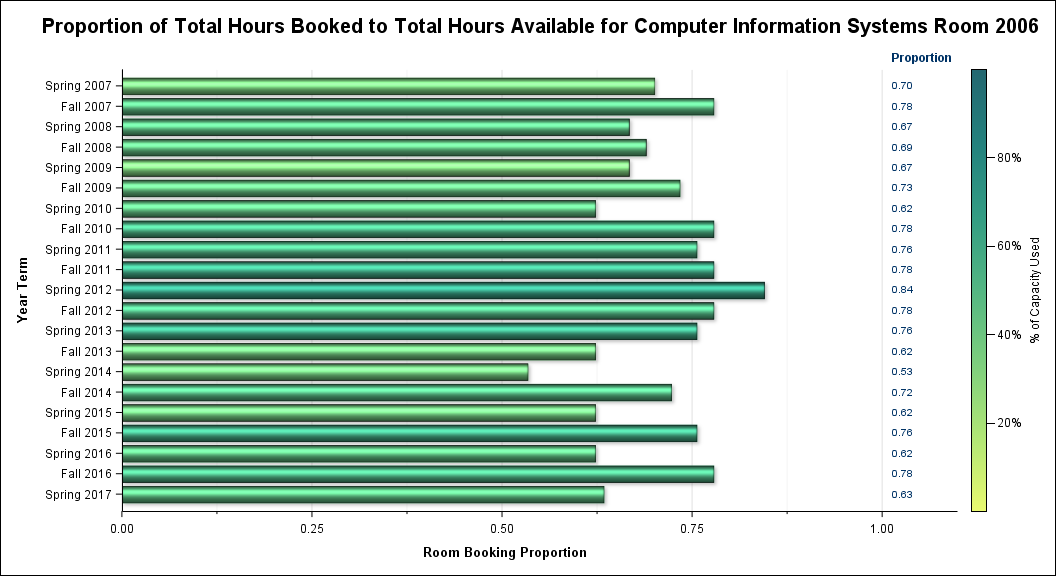 Proportion of Total Hours Booked to Total Hours Available for Computer Information Systems Room 2006
Proportion
Spring 2007 0.70
Fall 2007 0.78
Spring 2008 0.67
Fall 2008 0.69
Spring 2009 0.67
Fall 2009 0.73
Spring 2010 0.62
Fall 2010 0.78
Spring 2011 0.76
Fall 2011 0.78
Spring 2012 0.84
Fall 2012 0.78
Spring 2013 0.76
Fall 2013 0.62
Spring 2014 0.53
Fall 2014 0.72
Spring 2015 0.62
Fall 2015 0.76
Spring 2016 0.62
Fall 2016 0.78
Spring 2017 0.63
Year Term
0.00 0.25 0.50 0.75 1.00
Room Booking Proportion
80%
60%
40%
20%
% of Capacity Used